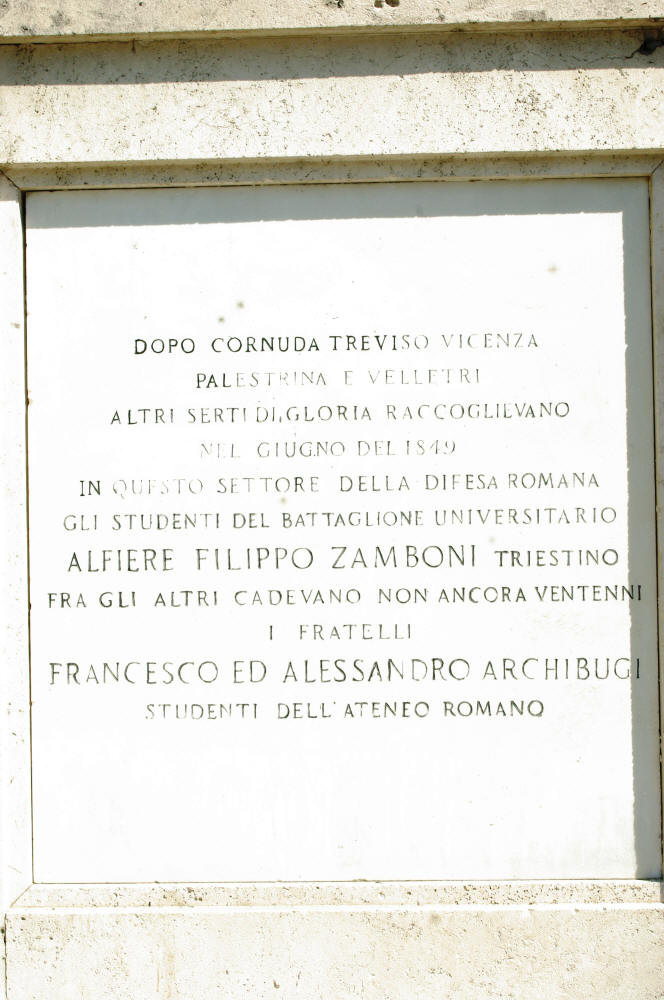 DOPO CORNUDA TREVISO VICENZA
PALESTRINA E VELLETRI
ALTRI SERTI DI GLORIA RACCOGLIEVANO
NEL GIUGNO DEL 1849
IN QUESTO SETTORE DELLA DIFESA ROMANA
GLI STUDENTI DEL BATTAGLIONE UNIVERSITARIO
ALFIERE FILIPPO ZAMBONI TRIESTINO
FRA GLI ALTRI CADEVANO NON ANCORA VENTENNI
I FRATELLI
FRANCESCO ED ALESSANDRO ARCHIBUGI
STUDENTI DELL'ATENEO ROMANO